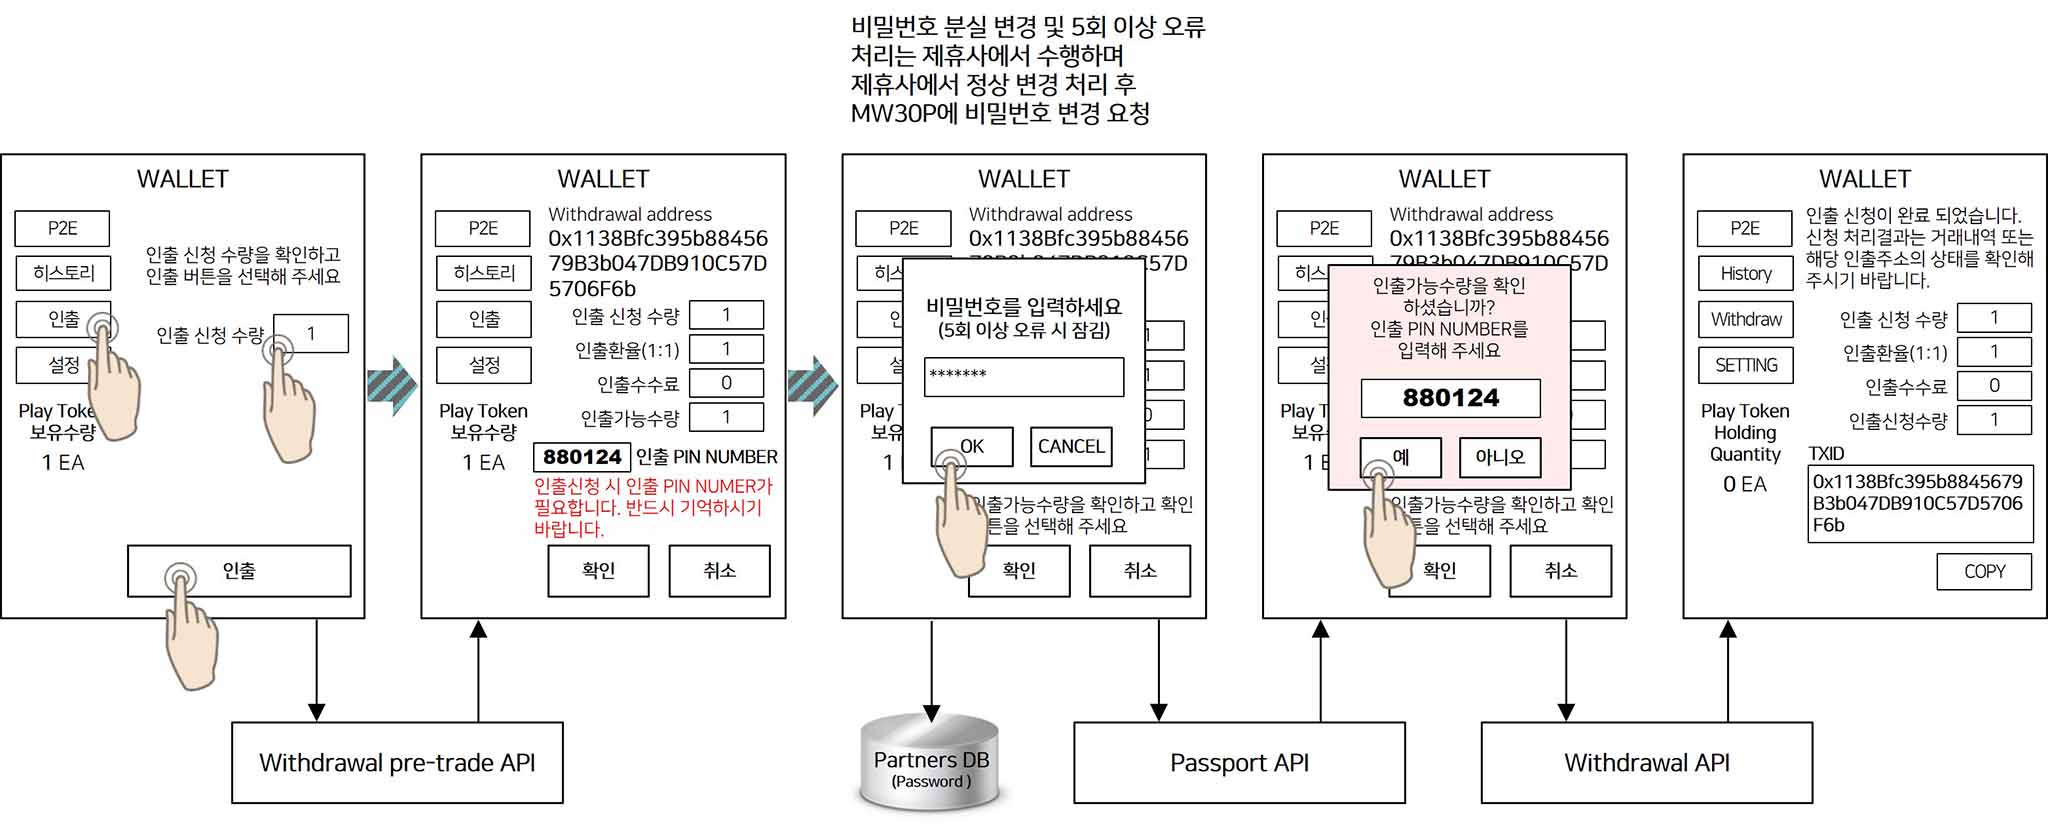 비밀번호 분실 변경 및 5회 이상 오류
처리는 제휴사에서 수행하며
제휴사에서 정상 변경 처리 후
MW30P에 비밀번호 변경 요청
WALLET
P2E
히스토리
인출
설정
Play Toke
보유수량
1 EA
인출 신청 수량을 확인하고
인출 버튼을 선택해 주세요
인출 신청 수량 1
인출
WALLET
P2E
히스토리
인출
설정
Play Token
보유수량
1 EA
Withdrawal address
0x1138Bfc395b88456
79B3b047DB910C57D
5706F6b
인출 신청 수량 1
인출환율(1:1) 1
인출수수료 0
인출가능수량 1
880124 인출 PIN NUMBER
인출신청 시 인출 PIN NUMER가
필요합니다. 반드시 기억하시기
바랍니다.
확인 취소
WALLET
P2E
Play
보유수량
1
Withdrawal address
0x1138Bfc395b88456
79B3b047DB910C57D
비밀번호를 입력하세요
(5회 이상 오류 시 잠김)
*******
OK CANCEL
인출가능수량을 확인하고 확인
튼을 선택해 주세요
확인 취소
WALLET
P2E
Play T
보유수량
1 E
Withdrawal address
0x1138Bfc395b88456
79B3b047DB910C57D
인출가능수량을 확인
하셨습니까?
인출 PIN NUMBER를
입력해 주세요
880124
예 아니오
인출가능수량을 확인하고 확인
튼을 선택해 주세요
확인 취소
WALLET
P2E
History
Withdraw
SETTING
Play Token
Holding
Quantity
0 EA
인출 신청이 완료 되었습니다.
신청 처리결과는 거래내역 또는
해당 인출주소의 상태를 확인해
주시기 바랍니다.
인출 신청 수량 1
인출환율(1:1) 1
인출수수료 0
인출신청수량 1
TXID
0x1138Bfc395b8845679
B3b047DB910C57D5706
F6b
COPY
Withdrawal pre-trade API
Partners DB
(Password )
Passport API
Withdrawal API